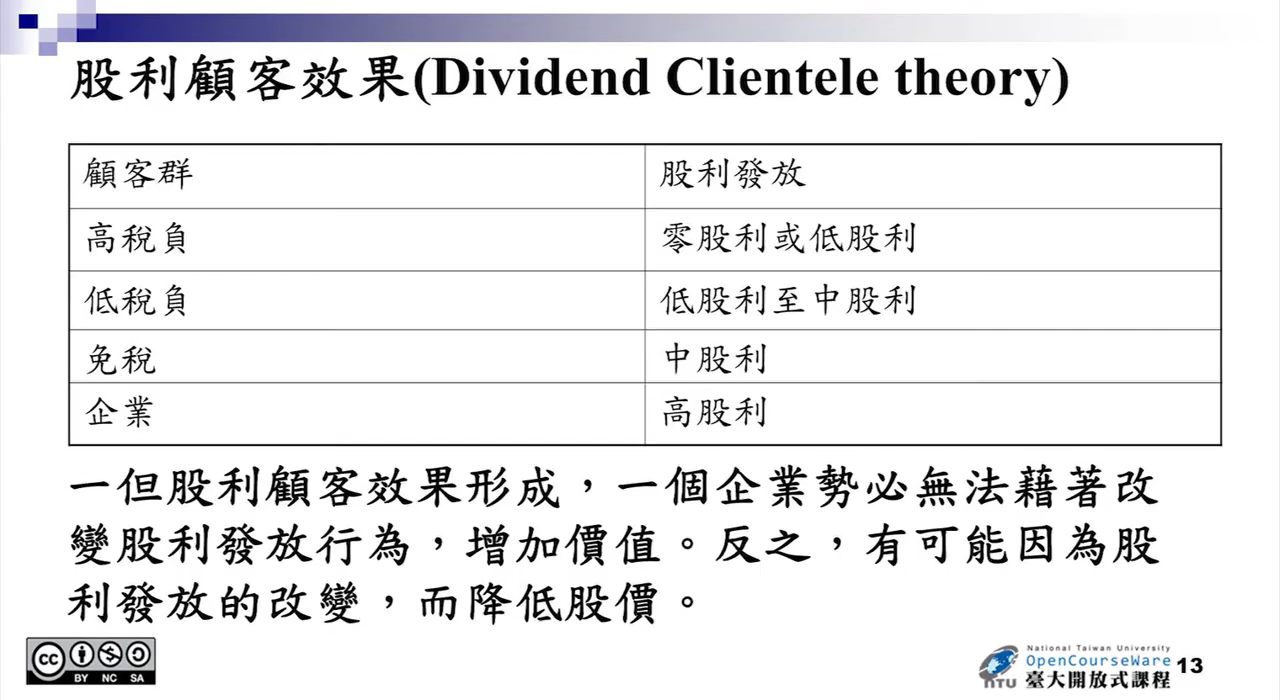 股利顧客效果(Dividend Clientele theory)
顧客群 股利發放
高稅負 零股利或低股利
低稅負 低股利至中股利
免稅 中股利
企業 高股利
一但股利顧客效果形成，一個企業勢必無法藉著改
變股利發放行為，增加價值。反之，有可能因為股
利發放的改變，而降低股價。
cc BY NC SA
National Taiwan University
OpenCourseWare
NTU 臺大開放式課程 13